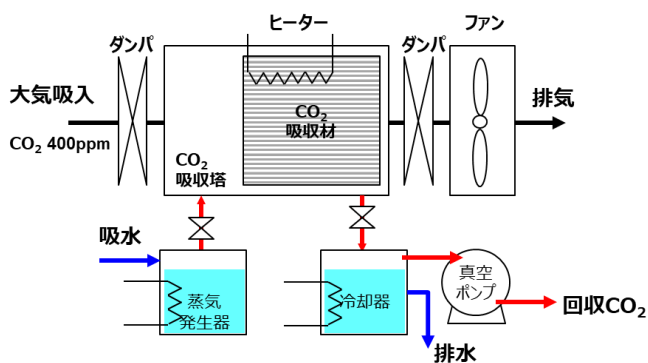 ヒーター
ファン
ダンパ
ダンパ
大気吸入
CO₂ 400ppm
CO₂
吸収材
CO₂
吸収塔
排気
吸水
蒸気
発生器
冷却器
真空
ポンプ
回収CO₂
排水